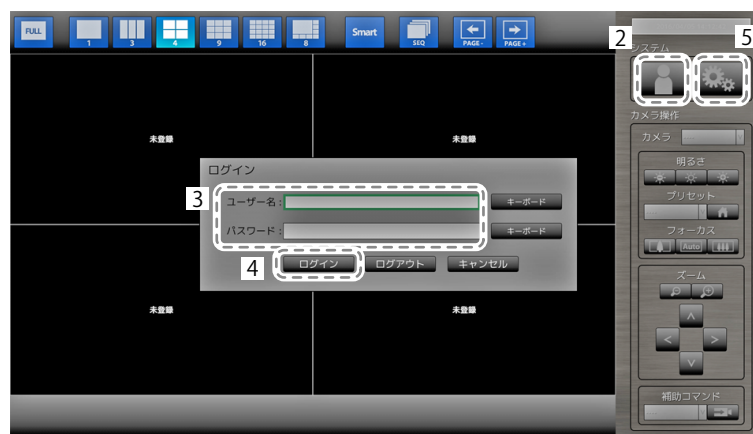 FULL 1 3 4 9 16 8 Smart SEQ PAGE - PAGE +
2 5
システム
カメラ操作
カメラ
明るさ
プリセット
フォーカス
Auto
ズーム
補助コマンド
未登録 未登録
ログイン
3
ユーザー名 : キーボード
パスワード : キーボード
4
ログイン ログアウト キャンセル
未登録 未登録